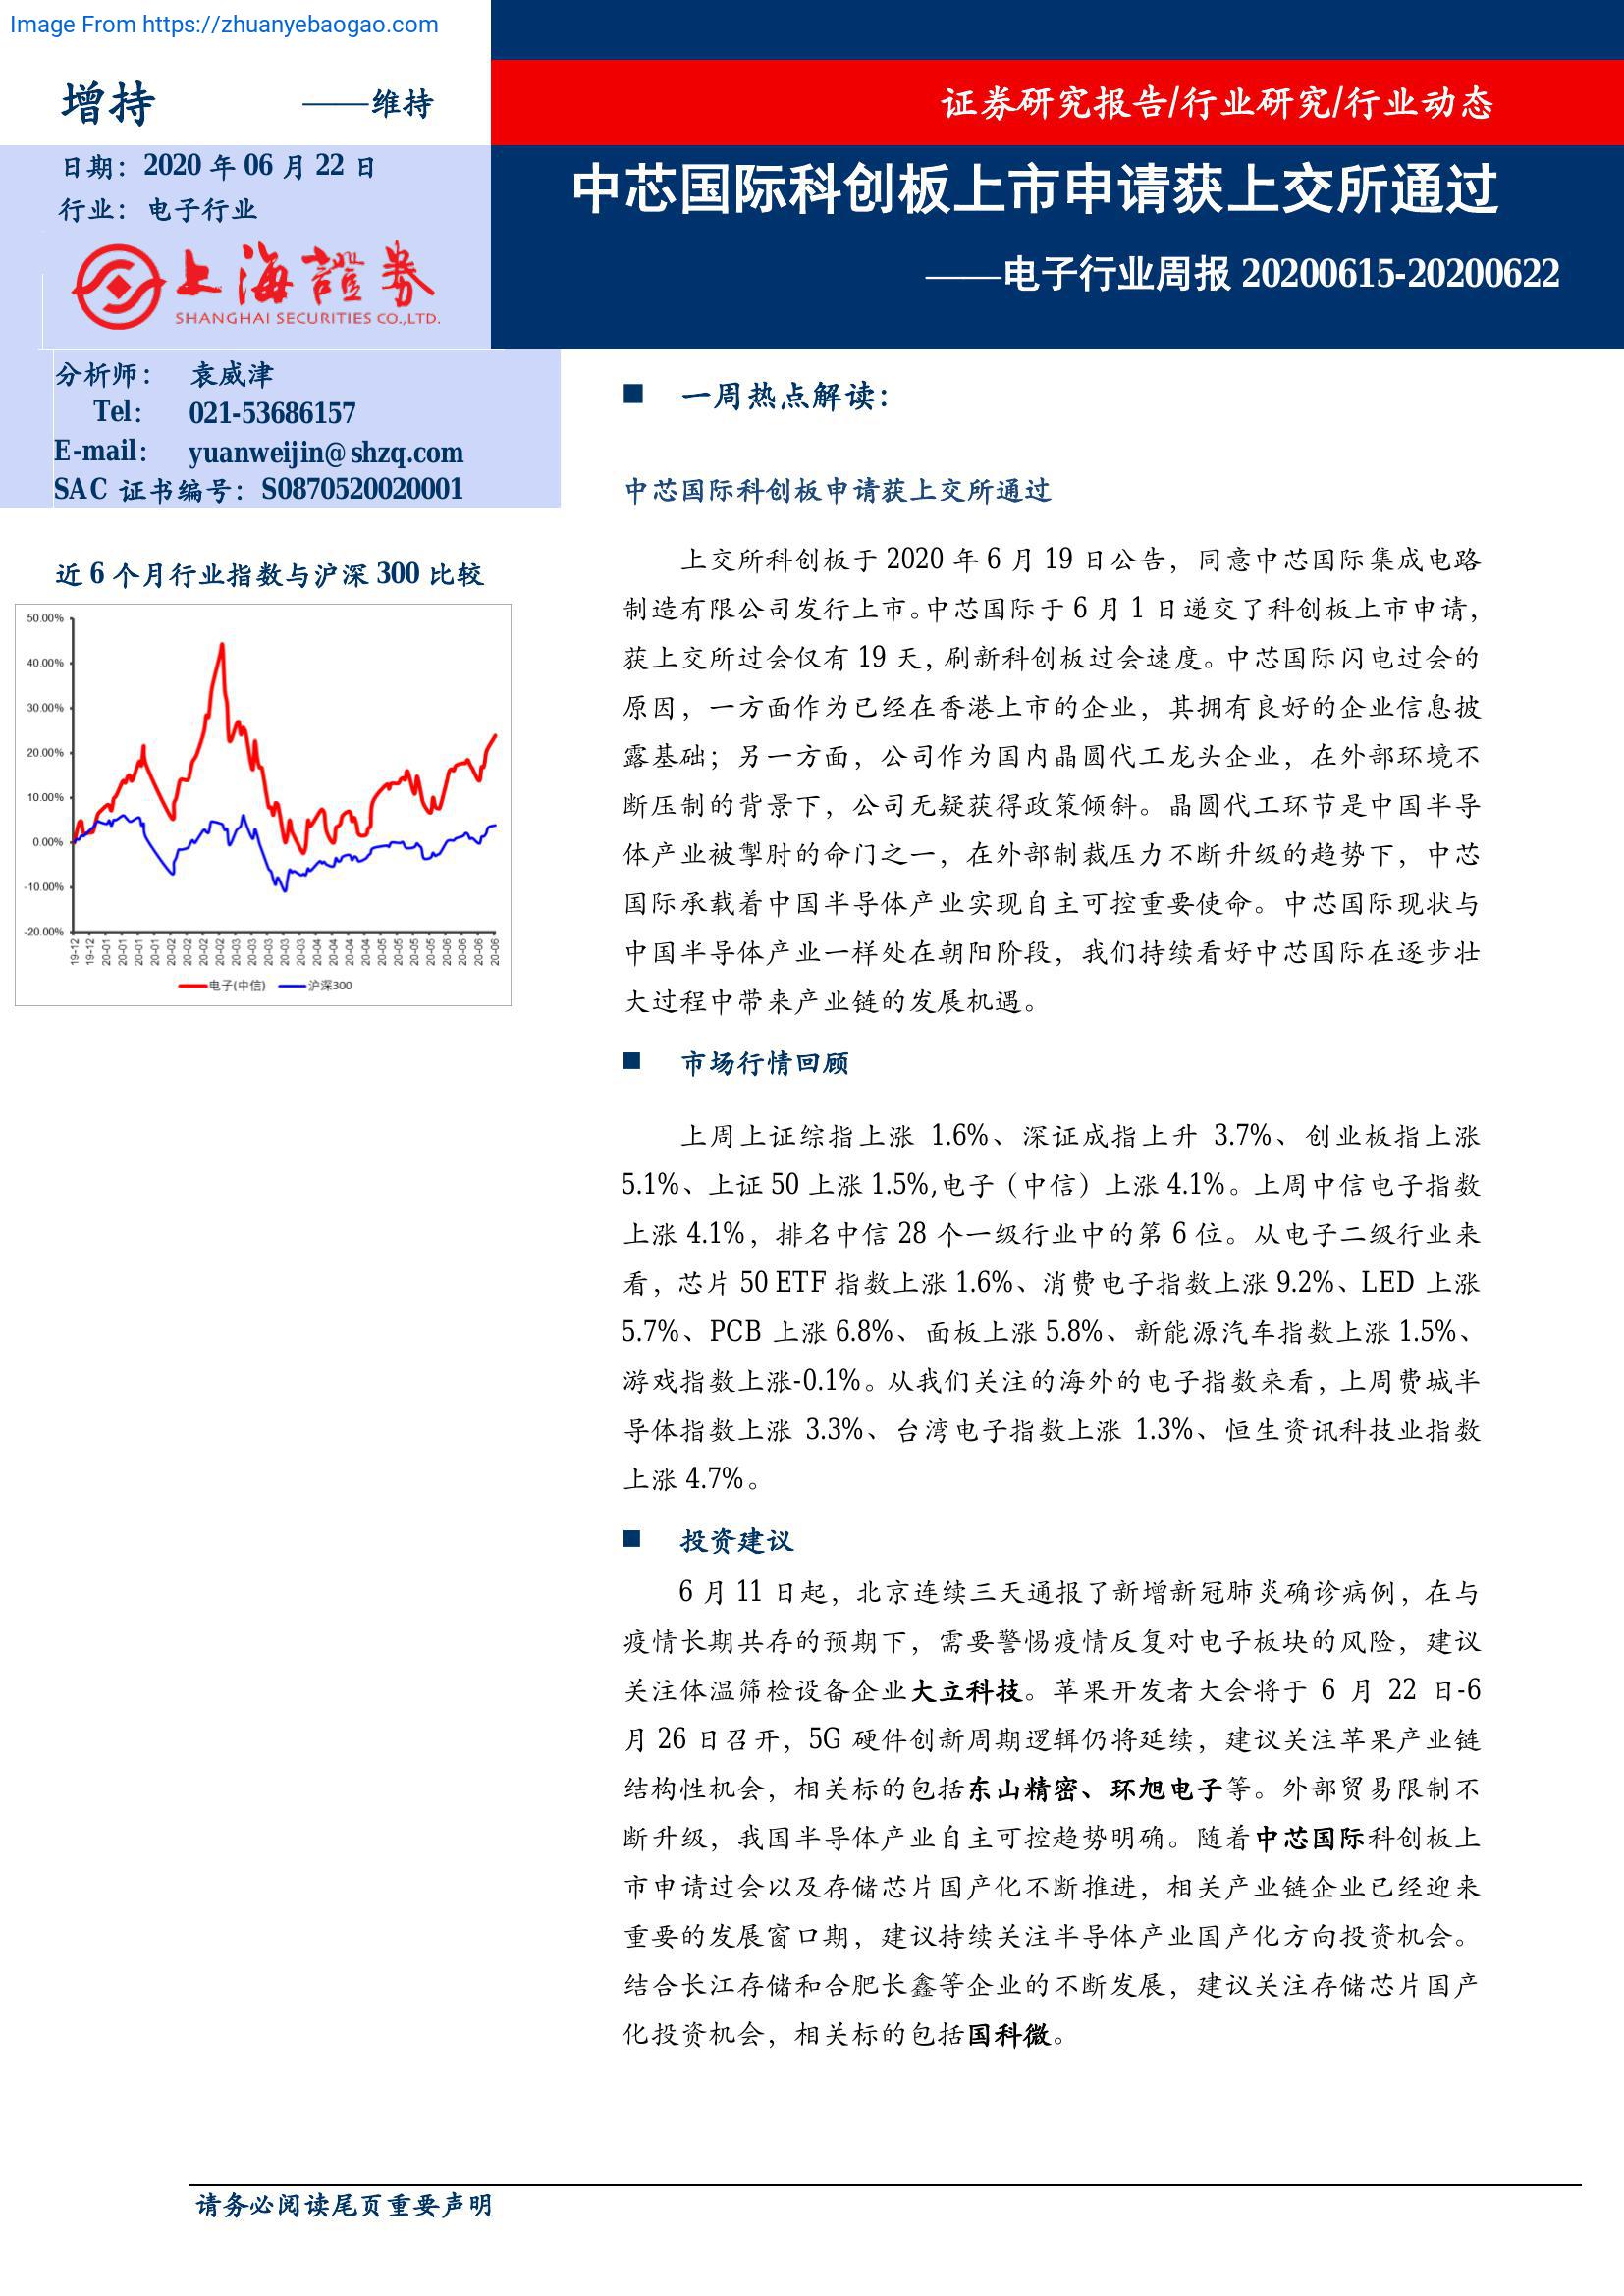 Image From https://zhuanyebaogao.com
增持 ——维持
证券研究报告/行业研究/行业动态
日期：2020 年 06 月 22 日
行业：电子行业
中芯国际科创板上市申请获上交所通过
——电子行业周报 20200615-20200622
上海證券
SHANGHAI SECURITIES CO.,LTD.
分析师： 袁威津
Tel： 021-53686157
E-mail： yuanweijin@shzq.com
SAC 证书编号：S0870520020001
近 6 个月行业指数与沪深 300 比较
50.00%
40.00%
30.00%
20.00%
10.00%
0.00%
-10.00%
-20.00%
19-12 19-12 20-01 20-01 20-01 20-01 20-02 20-02 20-02 20-02 20-03 20-03 20-03 20-03 20-03 20-04 20-04 20-04 20-04 20-05 20-05 20-05 20-05 20-06 20-06 20-06 20-06
电子(中信) 沪深300
■ 一周热点解读：
中芯国际科创板申请获上交所通过
上交所科创板于 2020 年 6 月 19 日公告，同意中芯国际集成电路
制造有限公司发行上市。中芯国际于 6 月 1 日递交了科创板上市申请，
获上交所过会仅有 19 天，刷新科创板过会速度。中芯国际闪电过会的
原因，一方面作为已经在香港上市的企业，其拥有良好的企业信息披
露基础；另一方面，公司作为国内晶圆代工龙头企业，在外部环境不
断压制的背景下，公司无疑获得政策倾斜。晶圆代工环节是中国半导
体产业被掣肘的命门之一，在外部制裁压力不断升级的趋势下，中芯
国际承载着中国半导体产业实现自主可控重要使命。中芯国际现状与
中国半导体产业一样处在朝阳阶段，我们持续看好中芯国际在逐步壮
大过程中带来产业链的发展机遇。
■ 市场行情回顾
上周上证综指上涨 1.6%、深证成指上升 3.7%、创业板指上涨
5.1%、上证 50 上涨 1.5%,电子（中信）上涨 4.1%。上周中信电子指数
上涨 4.1%，排名中信 28 个一级行业中的第 6 位。从电子二级行业来
看，芯片 50 ETF 指数上涨 1.6%、消费电子指数上涨 9.2%、LED 上涨
5.7%、PCB 上涨 6.8%、面板上涨 5.8%、新能源汽车指数上涨 1.5%、
游戏指数上涨-0.1%。从我们关注的海外的电子指数来看，上周费城半
导体指数上涨 3.3%、台湾电子指数上涨 1.3%、恒生资讯科技业指数
上涨 4.7%。
■ 投资建议
6 月 11 日起，北京连续三天通报了新增新冠肺炎确诊病例，在与
疫情长期共存的预期下，需要警惕疫情反复对电子板块的风险，建议
关注体温筛检设备企业大立科技。苹果开发者大会将于 6 月 22 日-6
月 26 日召开，5G 硬件创新周期逻辑仍将延续，建议关注苹果产业链
结构性机会，相关标的包括东山精密、环旭电子等。外部贸易限制不
断升级，我国半导体产业自主可控趋势明确。随着中芯国际科创板上
市申请过会以及存储芯片国产化不断推进，相关产业链企业已经迎来
重要的发展窗口期，建议持续关注半导体产业国产化方向投资机会。
结合长江存储和合肥长鑫等企业的不断发展，建议关注存储芯片国产
化投资机会，相关标的包括国科微。
请务必阅读尾页重要声明